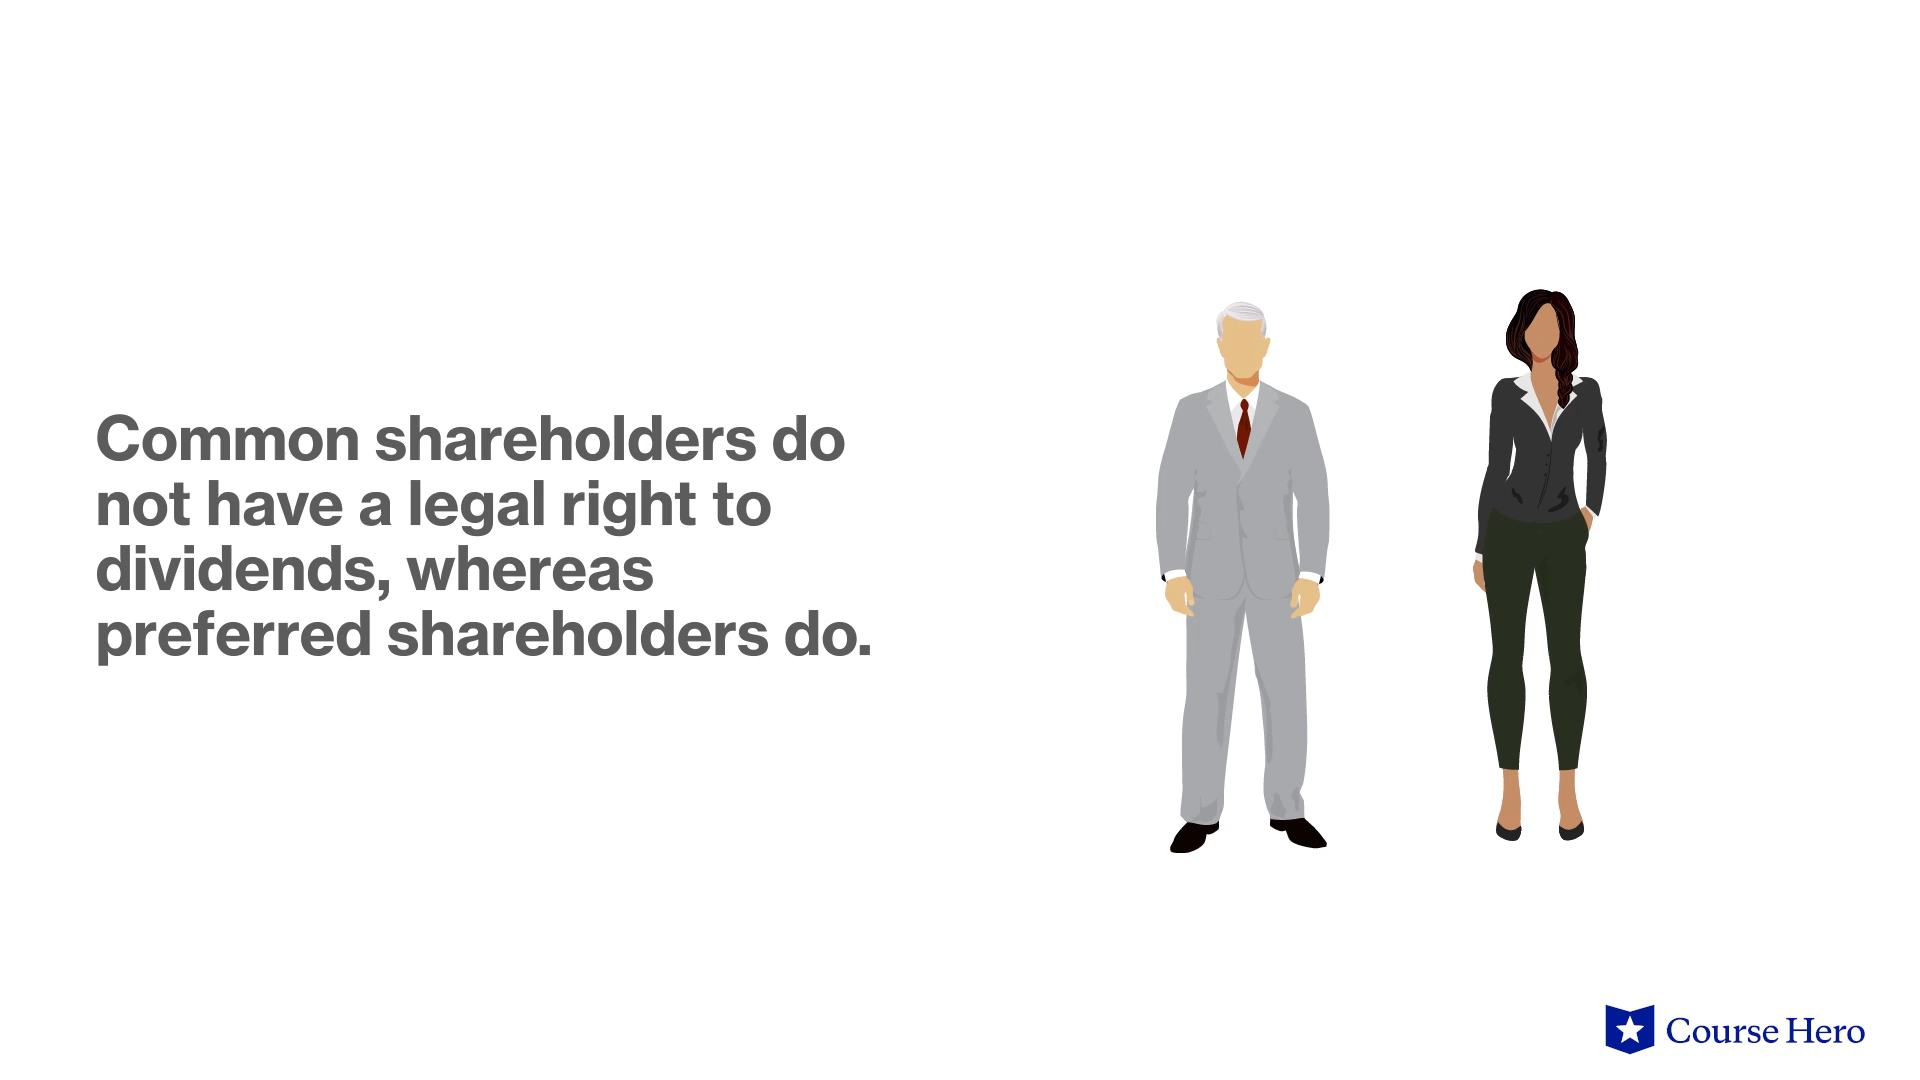 Common shareholders do
not have a legal right to
dividends, whereas
preferred shareholders do.
Course Hero